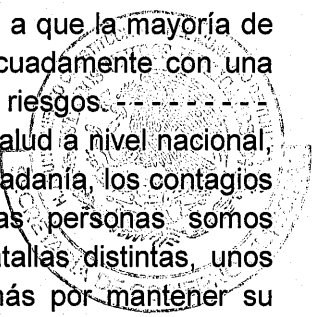 a que la mayoría de
cuadamente con una
riesgos. - - - - - - - - -
alud a nivel nacional,
adanía, los contagios
as personas somos
tallas distintas, unos
nás por mantener su